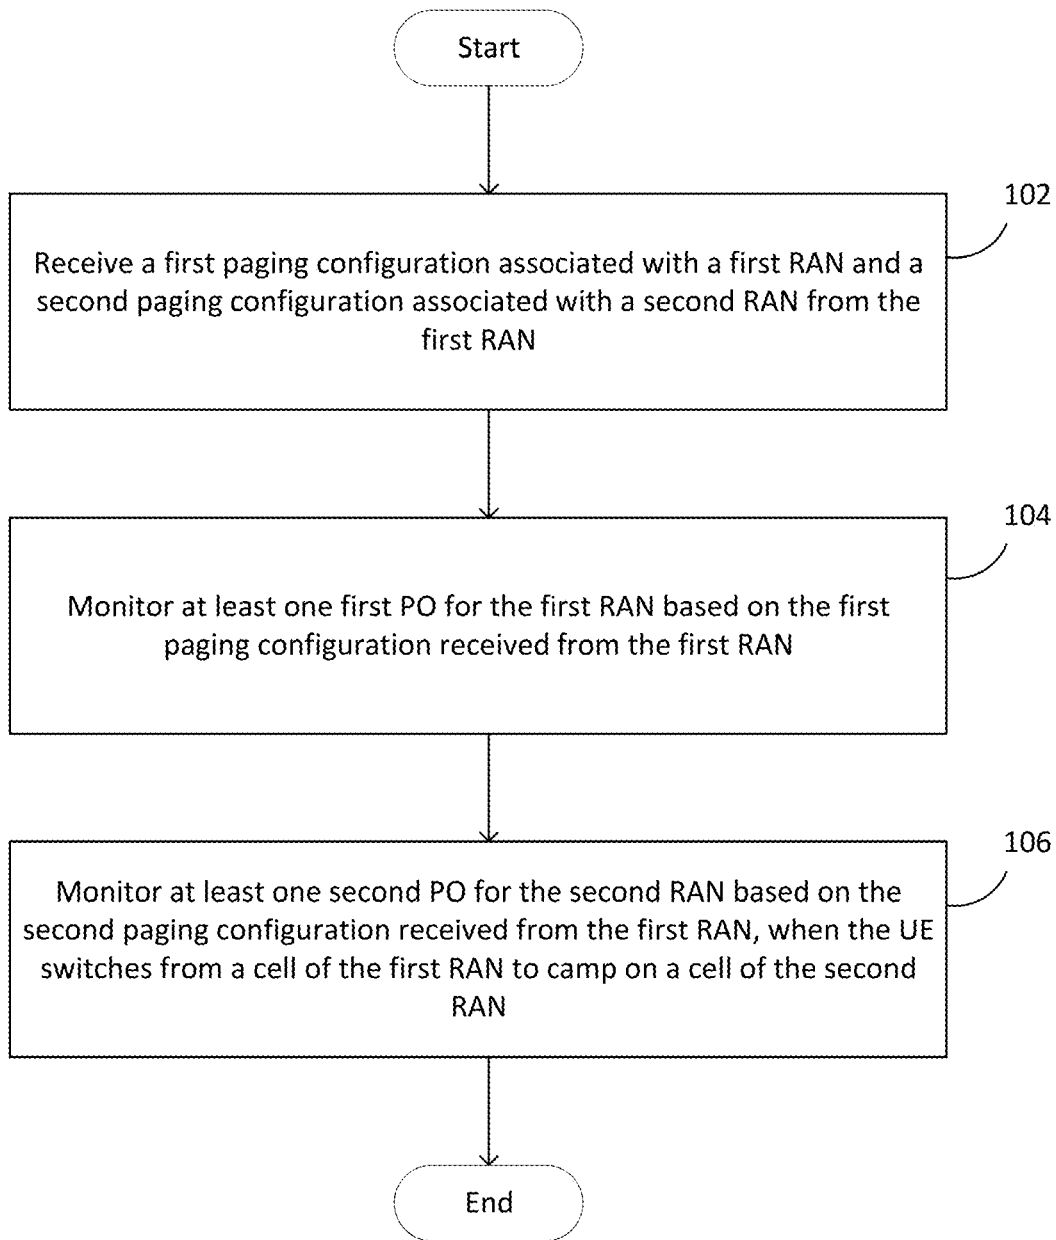 Start
102
Receive a first paging configuration associated with a first RAN and a
second paging configuration associated with a second RAN from the
first RAN
104
Monitor at least one first PO for the first RAN based on the first
paging configuration received from the first RAN
106
Monitor at least one second PO for the second RAN based on the
second paging configuration received from the first RAN, when the UE
switches from a cell of the first RAN to camp on a cell of the second
RAN
End